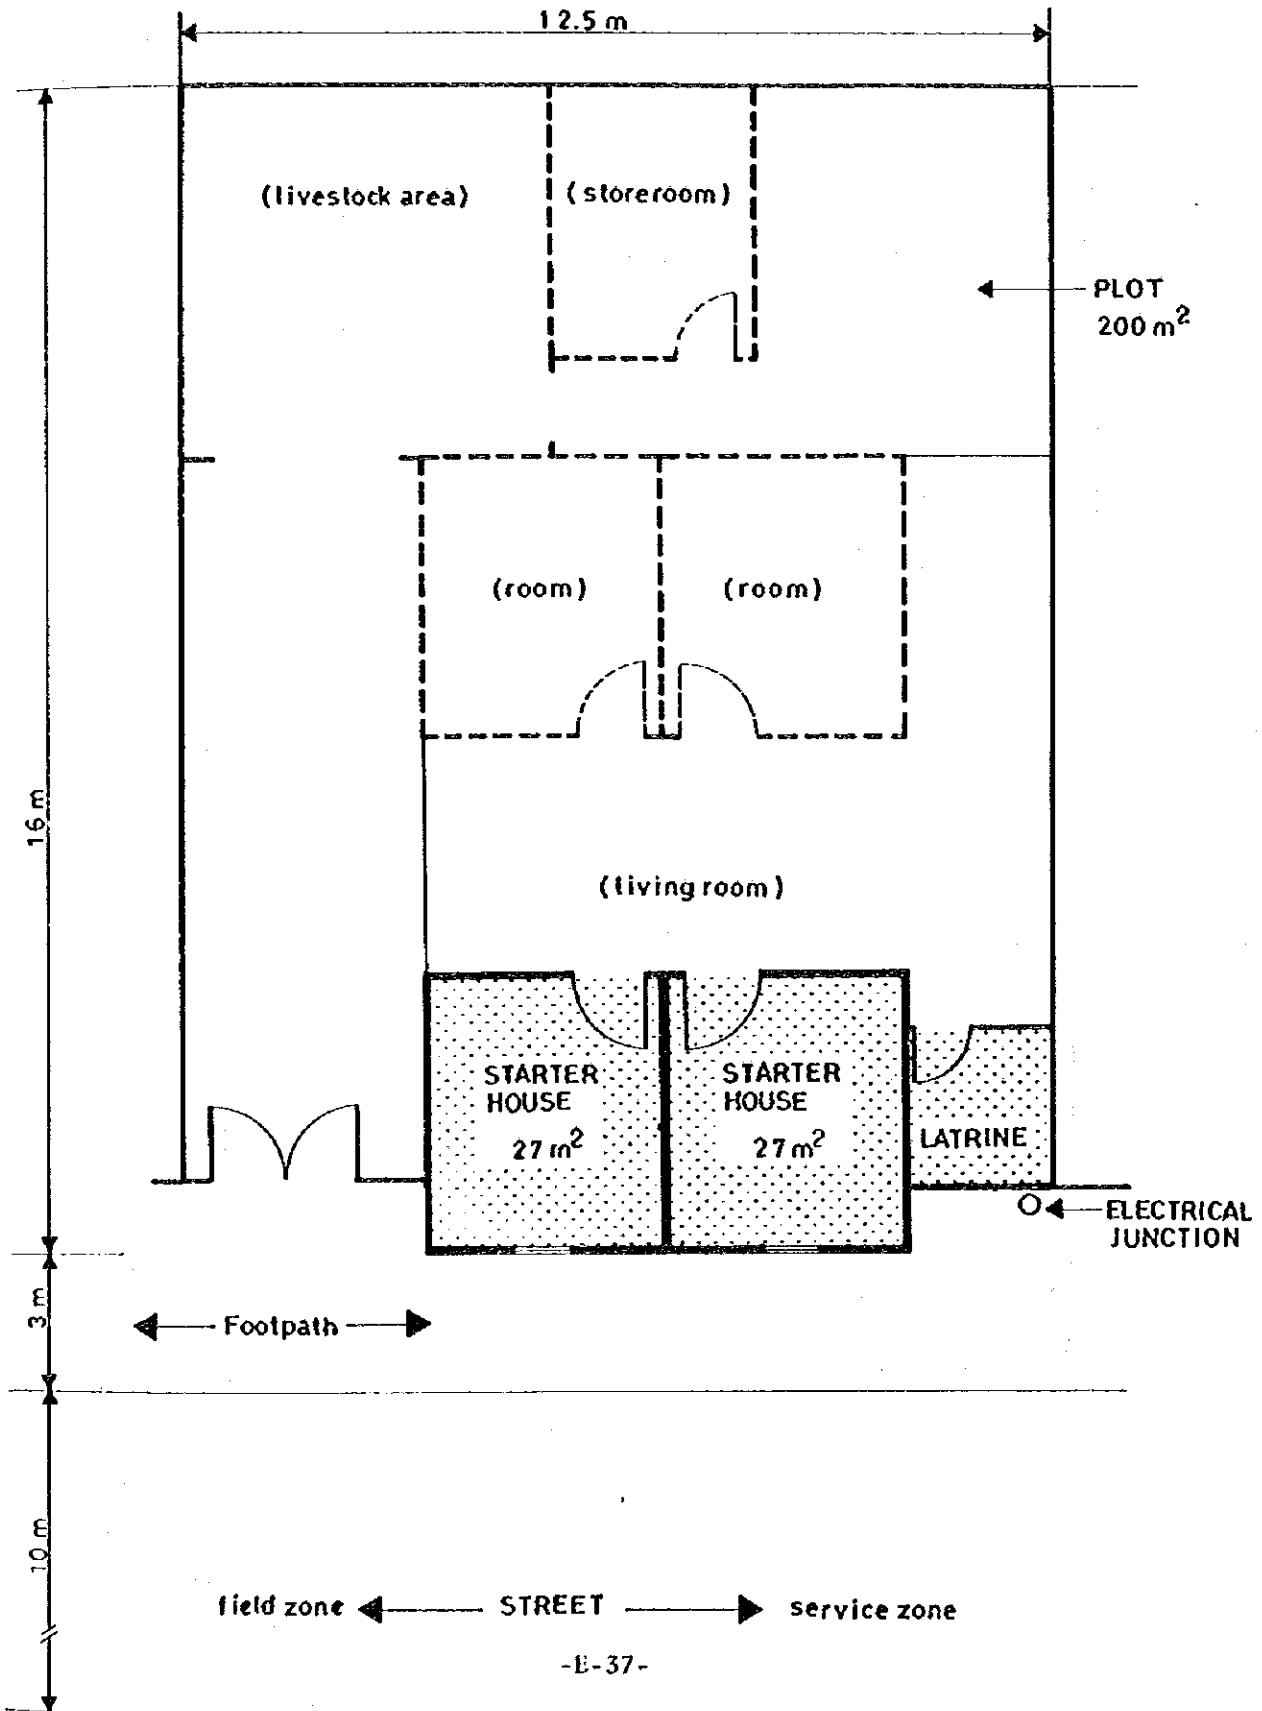 12.5 m
(livestock area)
(storeroom)
PLOT
200 m²
(room)
(room)
16 m
(living room)
STARTER
HOUSE
27 m²
STARTER
HOUSE
27 m²
LATRINE
ELECTRICAL
JUNCTION
3 m
Footpath
10 m
field zone
STREET
service zone
-E-37-